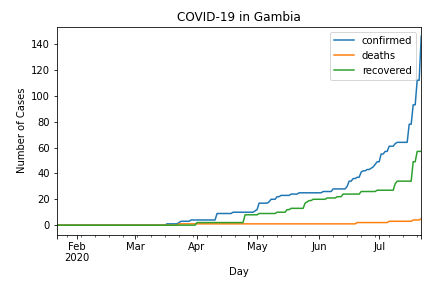 COVID-19 in Gambia
140
120
100
80
60
40
20
0
Number of Cases
confirmed
deaths
recovered
Feb Mar Apr May Jun Jul
2020
Day